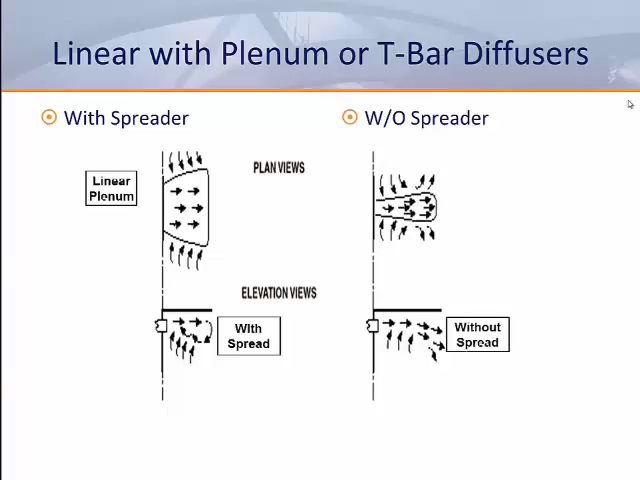 Linear with Plenum or T-Bar Diffusers
With Spreader
W/O Spreader
PLAN VIEWS
Linear
Plenum
ELEVATION VIEWS
With
Spread
Without
Spread